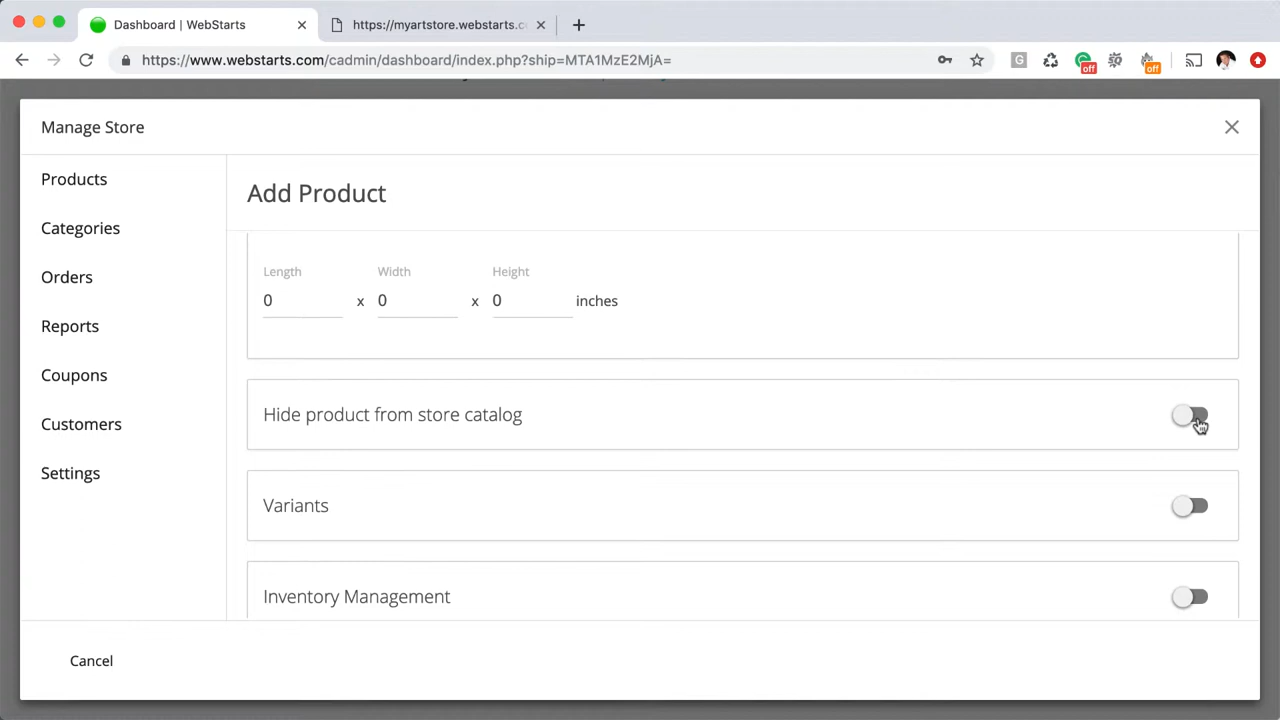 Dashboard | WebStarts
https://myartstore.webstarts.c
https://www.webstarts.com/cadmin/dashboard/index.php?ship=MTA1MzE2MjA=
G
off
off
Manage Store
Products
Categories
Orders
Reports
Coupons
Customers
Settings
Add Product
Length Width Height
0 x 0 x 0 inches
Hide product from store catalog
Variants
Inventory Management
Cancel